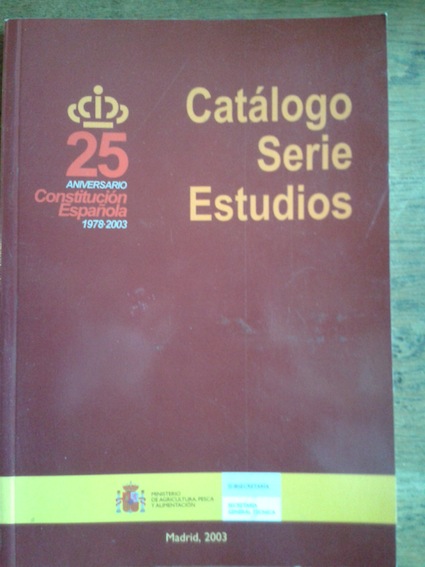 Catálogo
Serie
Estudios
25
ANIVERSARIO
Constitución
Española
1978-2003
MINISTERIO
DE AGRICULTURA, PESCA
Y ALIMENTACIÓN
SUBSECRETARÍA
SECRETARÍA
GENERAL TÉCNICA
Madrid, 2003